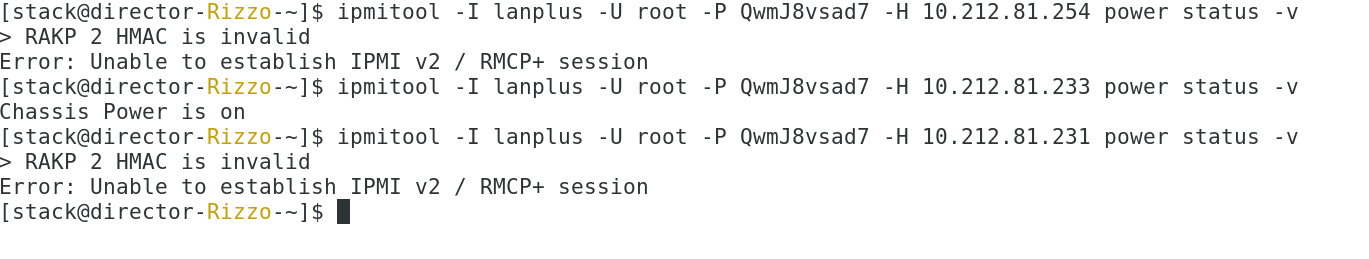 [stack@director-Rizzo-~]$ ipmitool -I lanplus -U root -P QwmJ8vsad7 -H 10.212.81.254 power status -v
> RAKP 2 HMAC is invalid
Error: Unable to establish IPMI v2 / RMCP+ session
[stack@director-Rizzo-~]$ ipmitool -I lanplus -U root -P QwmJ8vsad7 -H 10.212.81.233 power status -v
Chassis Power is on
[stack@director-Rizzo-~]$ ipmitool -I lanplus -U root -P QwmJ8vsad7 -H 10.212.81.231 power status -v
> RAKP 2 HMAC is invalid
Error: Unable to establish IPMI v2 / RMCP+ session
[stack@director-Rizzo-~]$